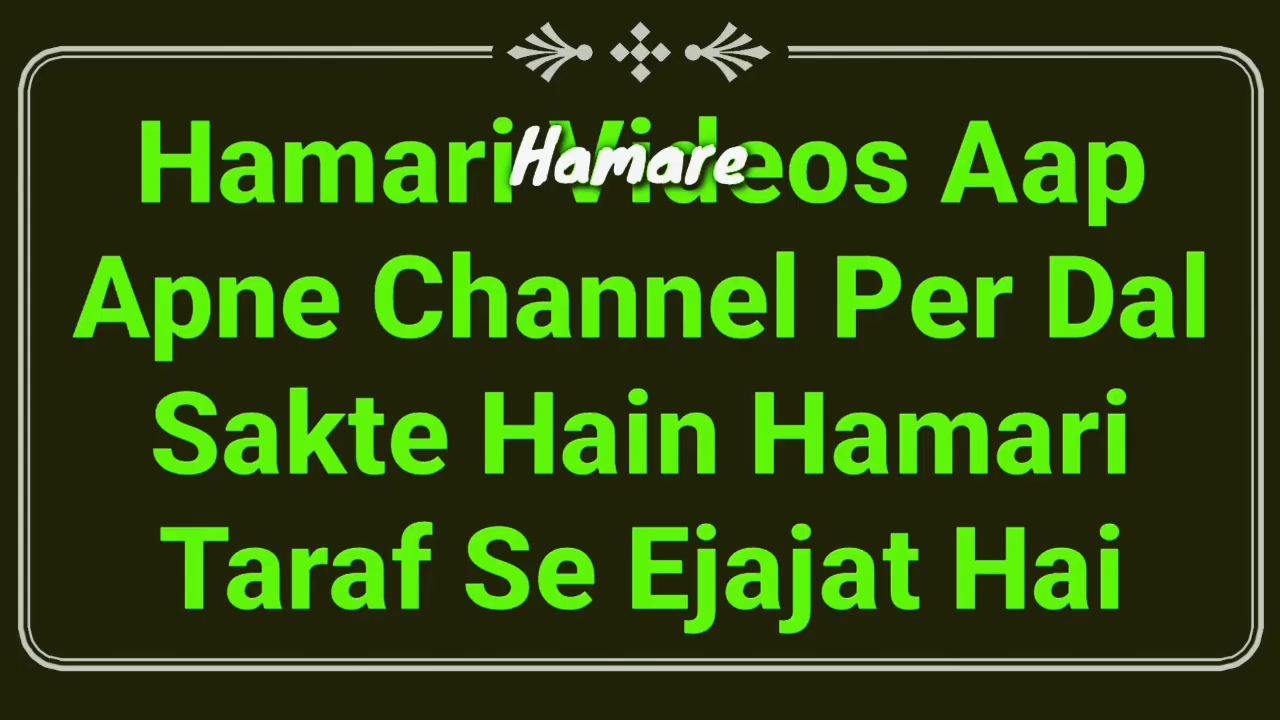 Hamari Videos Aap
Hamare
Apne Channel Per Dal
Sakte Hain Hamari
Taraf Se Ejajat Hai